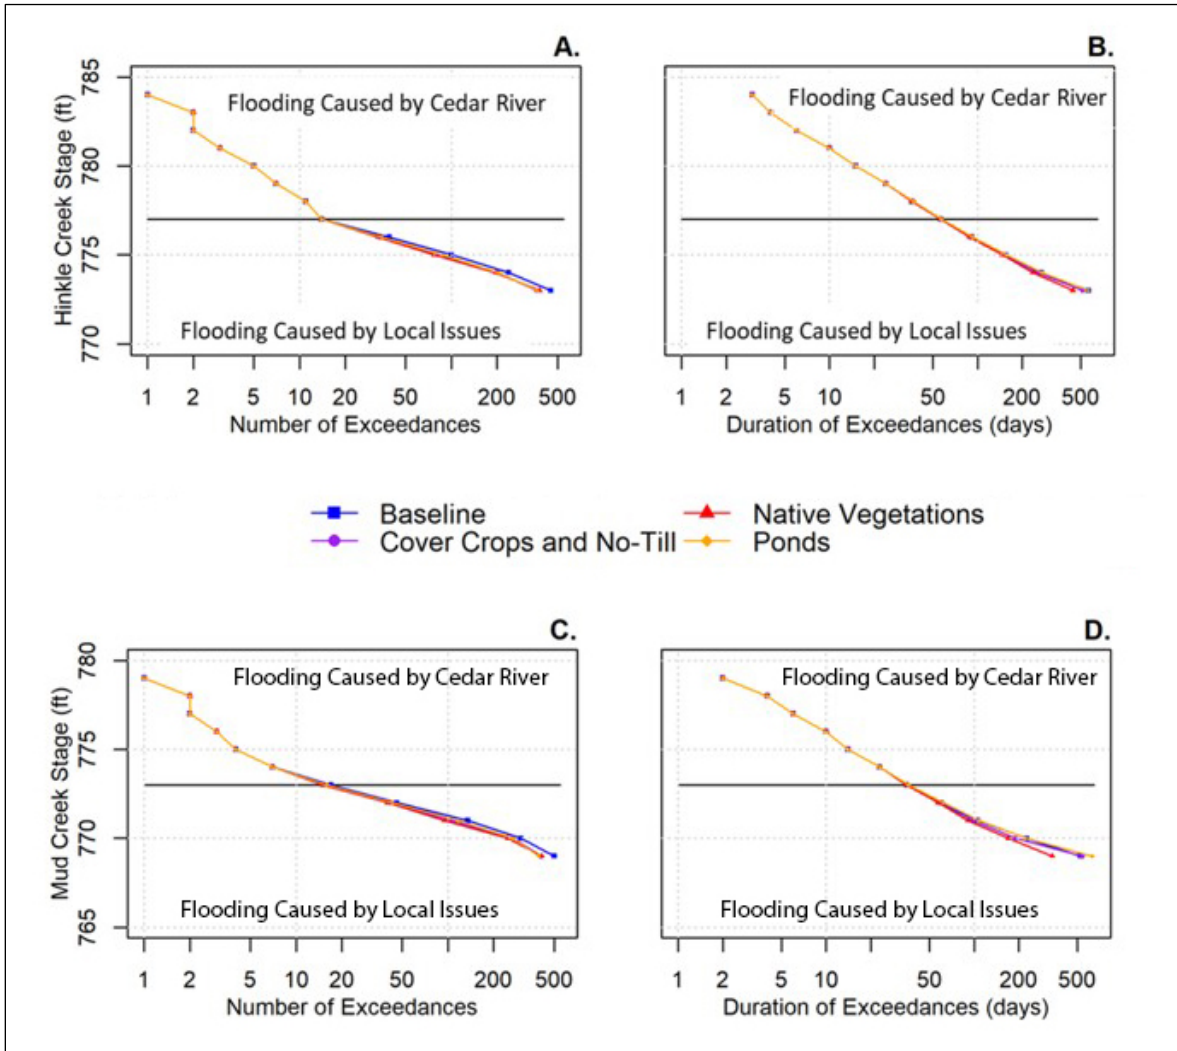 A.
Hinkle Creek Stage (ft)
785
780
775
770
Flooding Caused by Cedar River
Flooding Caused by Local Issues
1 2 5 10 20 50 200 500
Number of Exceedances
B.
Flooding Caused by Cedar River
Flooding Caused by Local Issues
1 2 10 50 200 500
Duration of Exceedances (days)
Baseline
Native Vegetations
Cover Crops and No-Till
Ponds
C.
Mud Creek Stage (ft)
780
775
770
765
Flooding Caused by Cedar River
Flooding Caused by Local Issues
1 2 5 10 20 50 200 500
Number of Exceedances
D.
Flooding Caused by Cedar River
Flooding Caused by Local Issues
1 2 5 10 50 200 500
Duration of Exceedances (days)